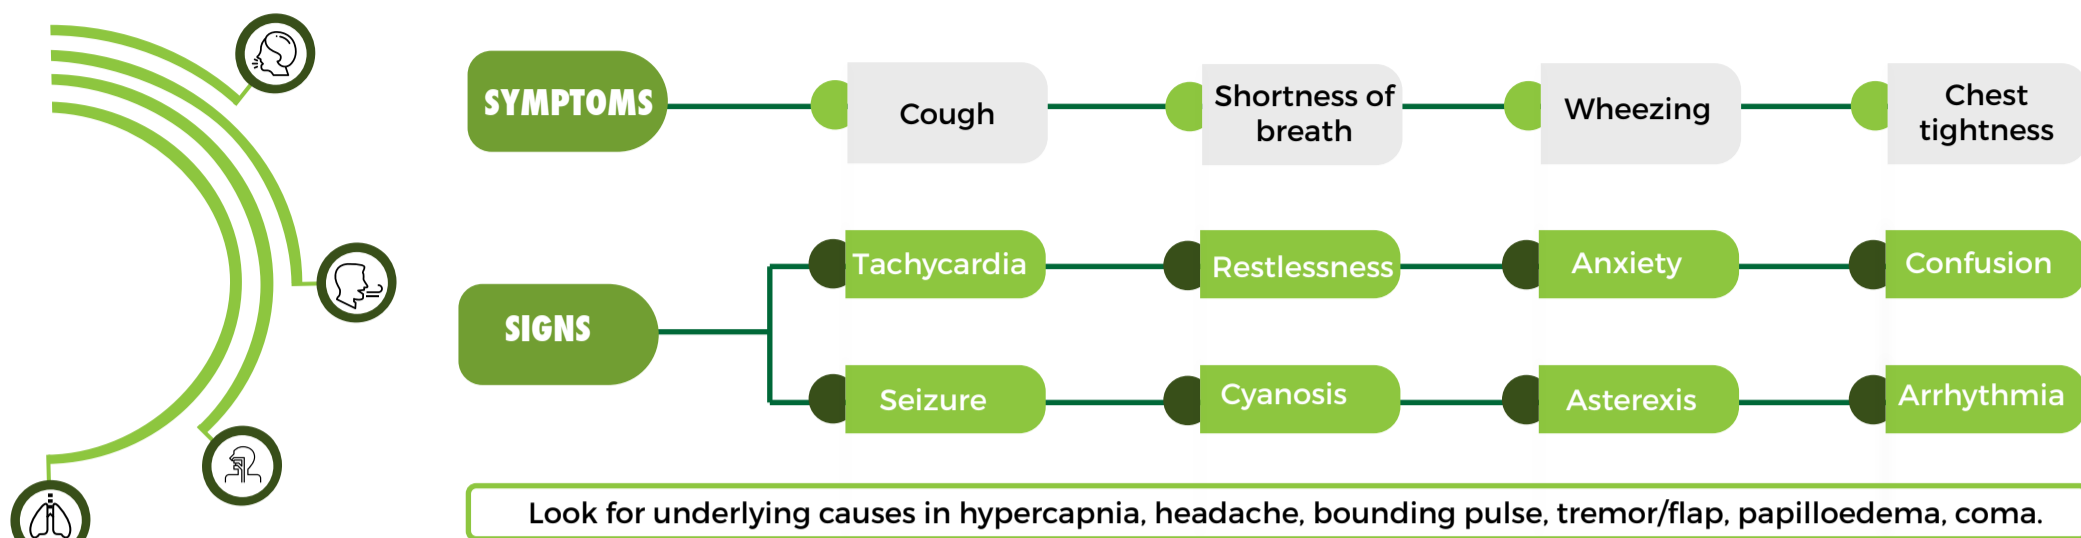 SYMPTOMS
Cough
Shortness of
breath
Wheezing
Chest
tightness
SIGNS
Tachycardia
Restlessness
Anxiety
Confusion
Seizure
Cyanosis
Asterexis
Arrhythmia
Look for underlying causes in hypercapnia, headache, bounding pulse, tremor/flap, papilloedema, coma.